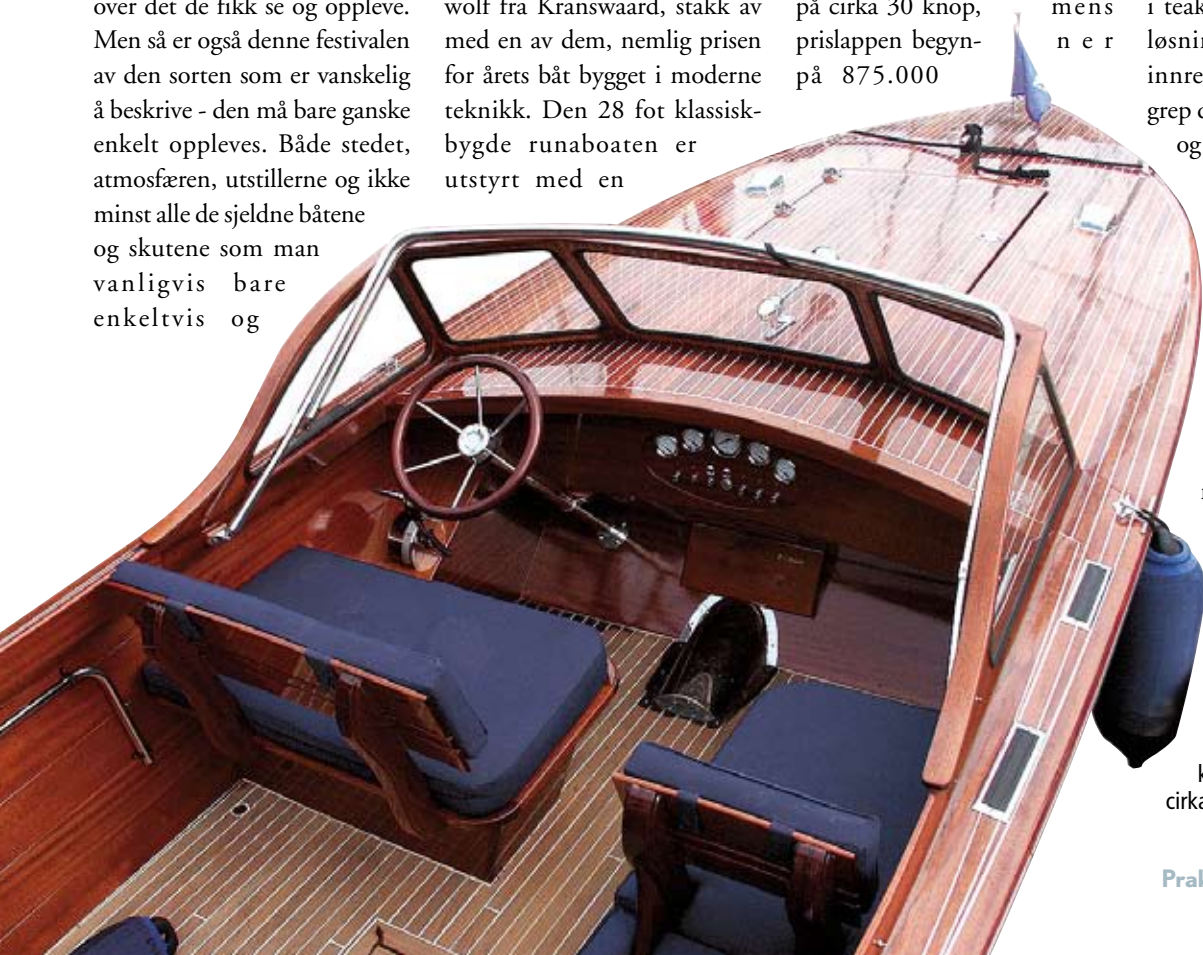 over det de fikk se og oppleve.
Men så er også denne festivalen
av den sorten som er vanskelig
å beskrive - den må bare ganske
enkelt oppleves. Både stedet,
atmosfæren, utstillerne og ikke
minst alle de sjeldne båtene
og skutene som man
vanligvis bare
enkeltvis og
wolf fra Kranswaard, stakk av
med en av dem, nemlig prisen
for årets båt bygget i moderne
teknikk. Den 28 fot klassisk-
bygde runaboaten er
utstyrt med en
på cirka 30 knop,
prislappen begyn-
på 875.000
mens
ner
i teak
løsnin
innre
grep
og
k
cirka
Prak